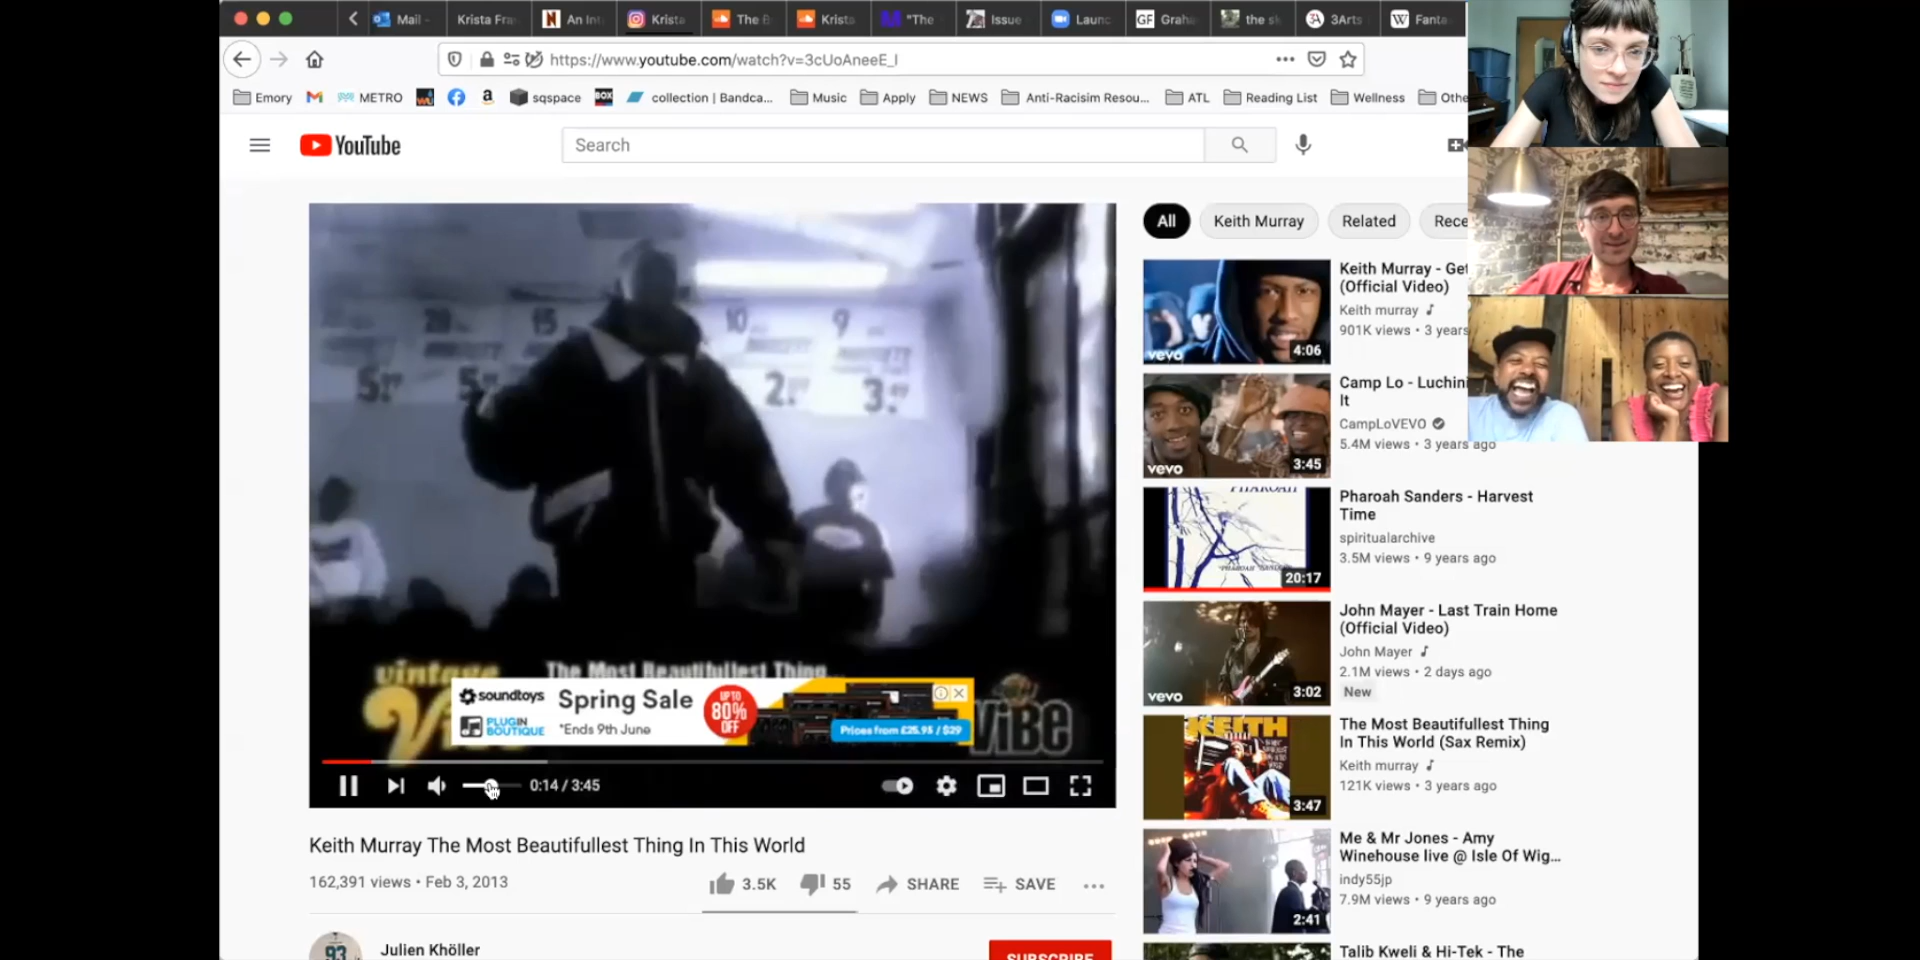 Mail
Krista Fra
An Int
Krista
The B
Krista
"The
Issue
Launc
GF Grah
the sk
3A 3Arts
W Fanta
https://www.youtube.com/watch?v=3cUoAneeE_I
Emory
METRO
sqspace
BOX
collection | Bandca...
Music
Apply
NEWS
Anti-Racisim Resou...
ATL
Reading List
Wellness
Othe
YouTube
Search
All
Keith Murray
Related
Rece
Keith Murray - Get
(Official Video)
Keith murray
901K views • 3 years
vevo
4:06
Camp Lo - Luchini
It
CampLoVEVO
5.4M views • 3 years ago
vevo
3:45
Pharoah Sanders - Harvest
Time
spiritualarchive
3.5M views • 9 years ago
20:17
John Mayer - Last Train Home
(Official Video)
John Mayer
2.1M views • 2 days ago
New
vevo
3:02
The Most Beautifullest Thing
In This World (Sax Remix)
Keith murray
121K views • 3 years ago
KEITH
3:47
Me & Mr Jones - Amy
Winehouse live @ Isle Of Wig...
indy55jp
7.9M views • 9 years ago
2:41
Talib Kweli & Hi-Tek - The
10
9
vintage
The Most Beautifullest Thing
ViBe
soundtoys
PLUGIN
BOUTIQUE
Spring Sale
*Ends 9th June
UP TO
80%
OFF
Prices from £25.95 / $29
0:14 / 3:45
Keith Murray The Most Beautifullest Thing In This World
162,391 views • Feb 3, 2013
3.5K
55
SHARE
SAVE
93
Julien Khöller
SUBSCRIBE